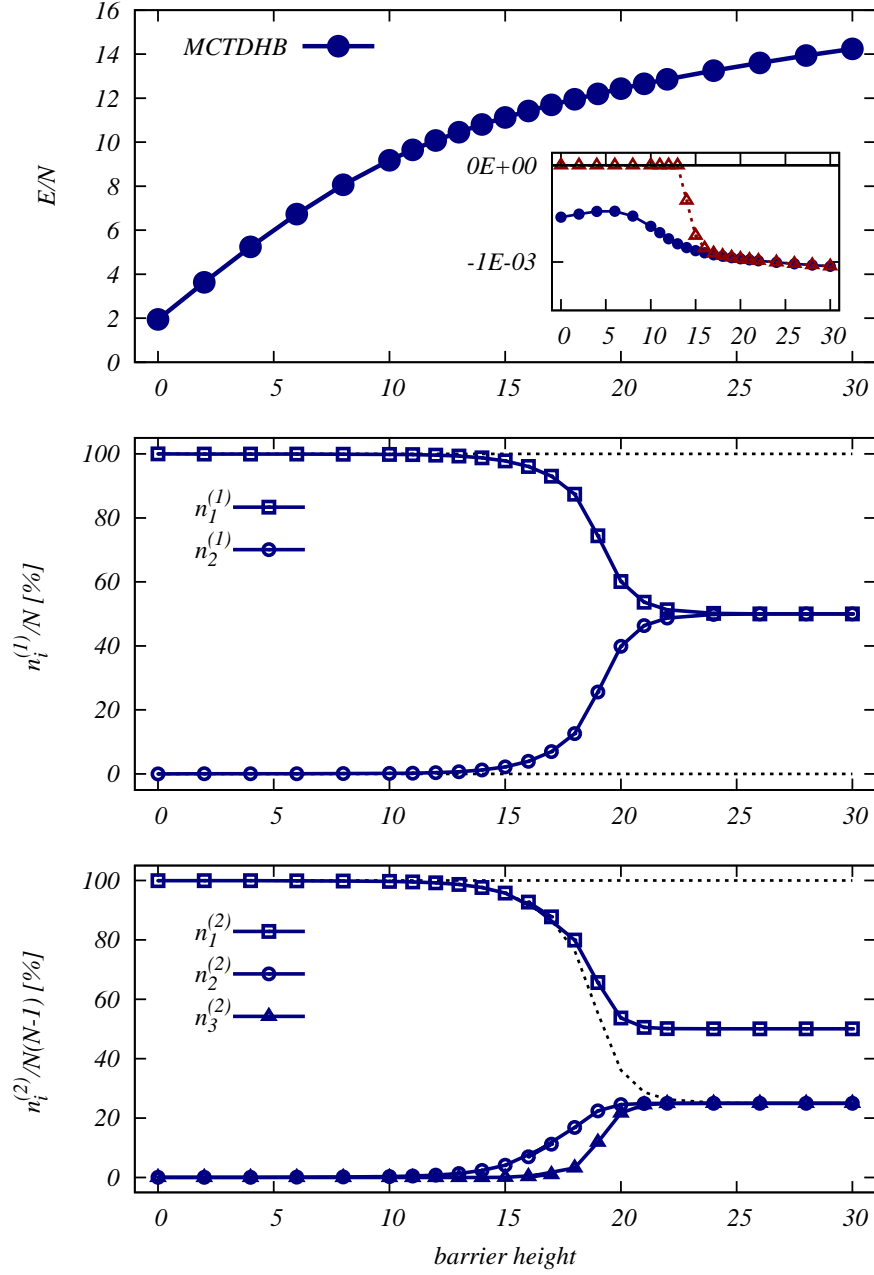 16
14
12
10
8
6
4
2
0
E/N
MCTDHB
0E+00
-1E-03
0 5 10 15 20 25 30
0 5 10 15 20 25 30
100
80
60
40
20
0
n_i^{(1)}/N [%]
n_1^{(1)}
n_2^{(1)}
0 5 10 15 20 25 30
100
80
60
40
20
0
n_i^{(2)}/N(N-1) [%]
n_1^{(2)}
n_2^{(2)}
n_3^{(2)}
0 5 10 15 20 25 30
barrier height